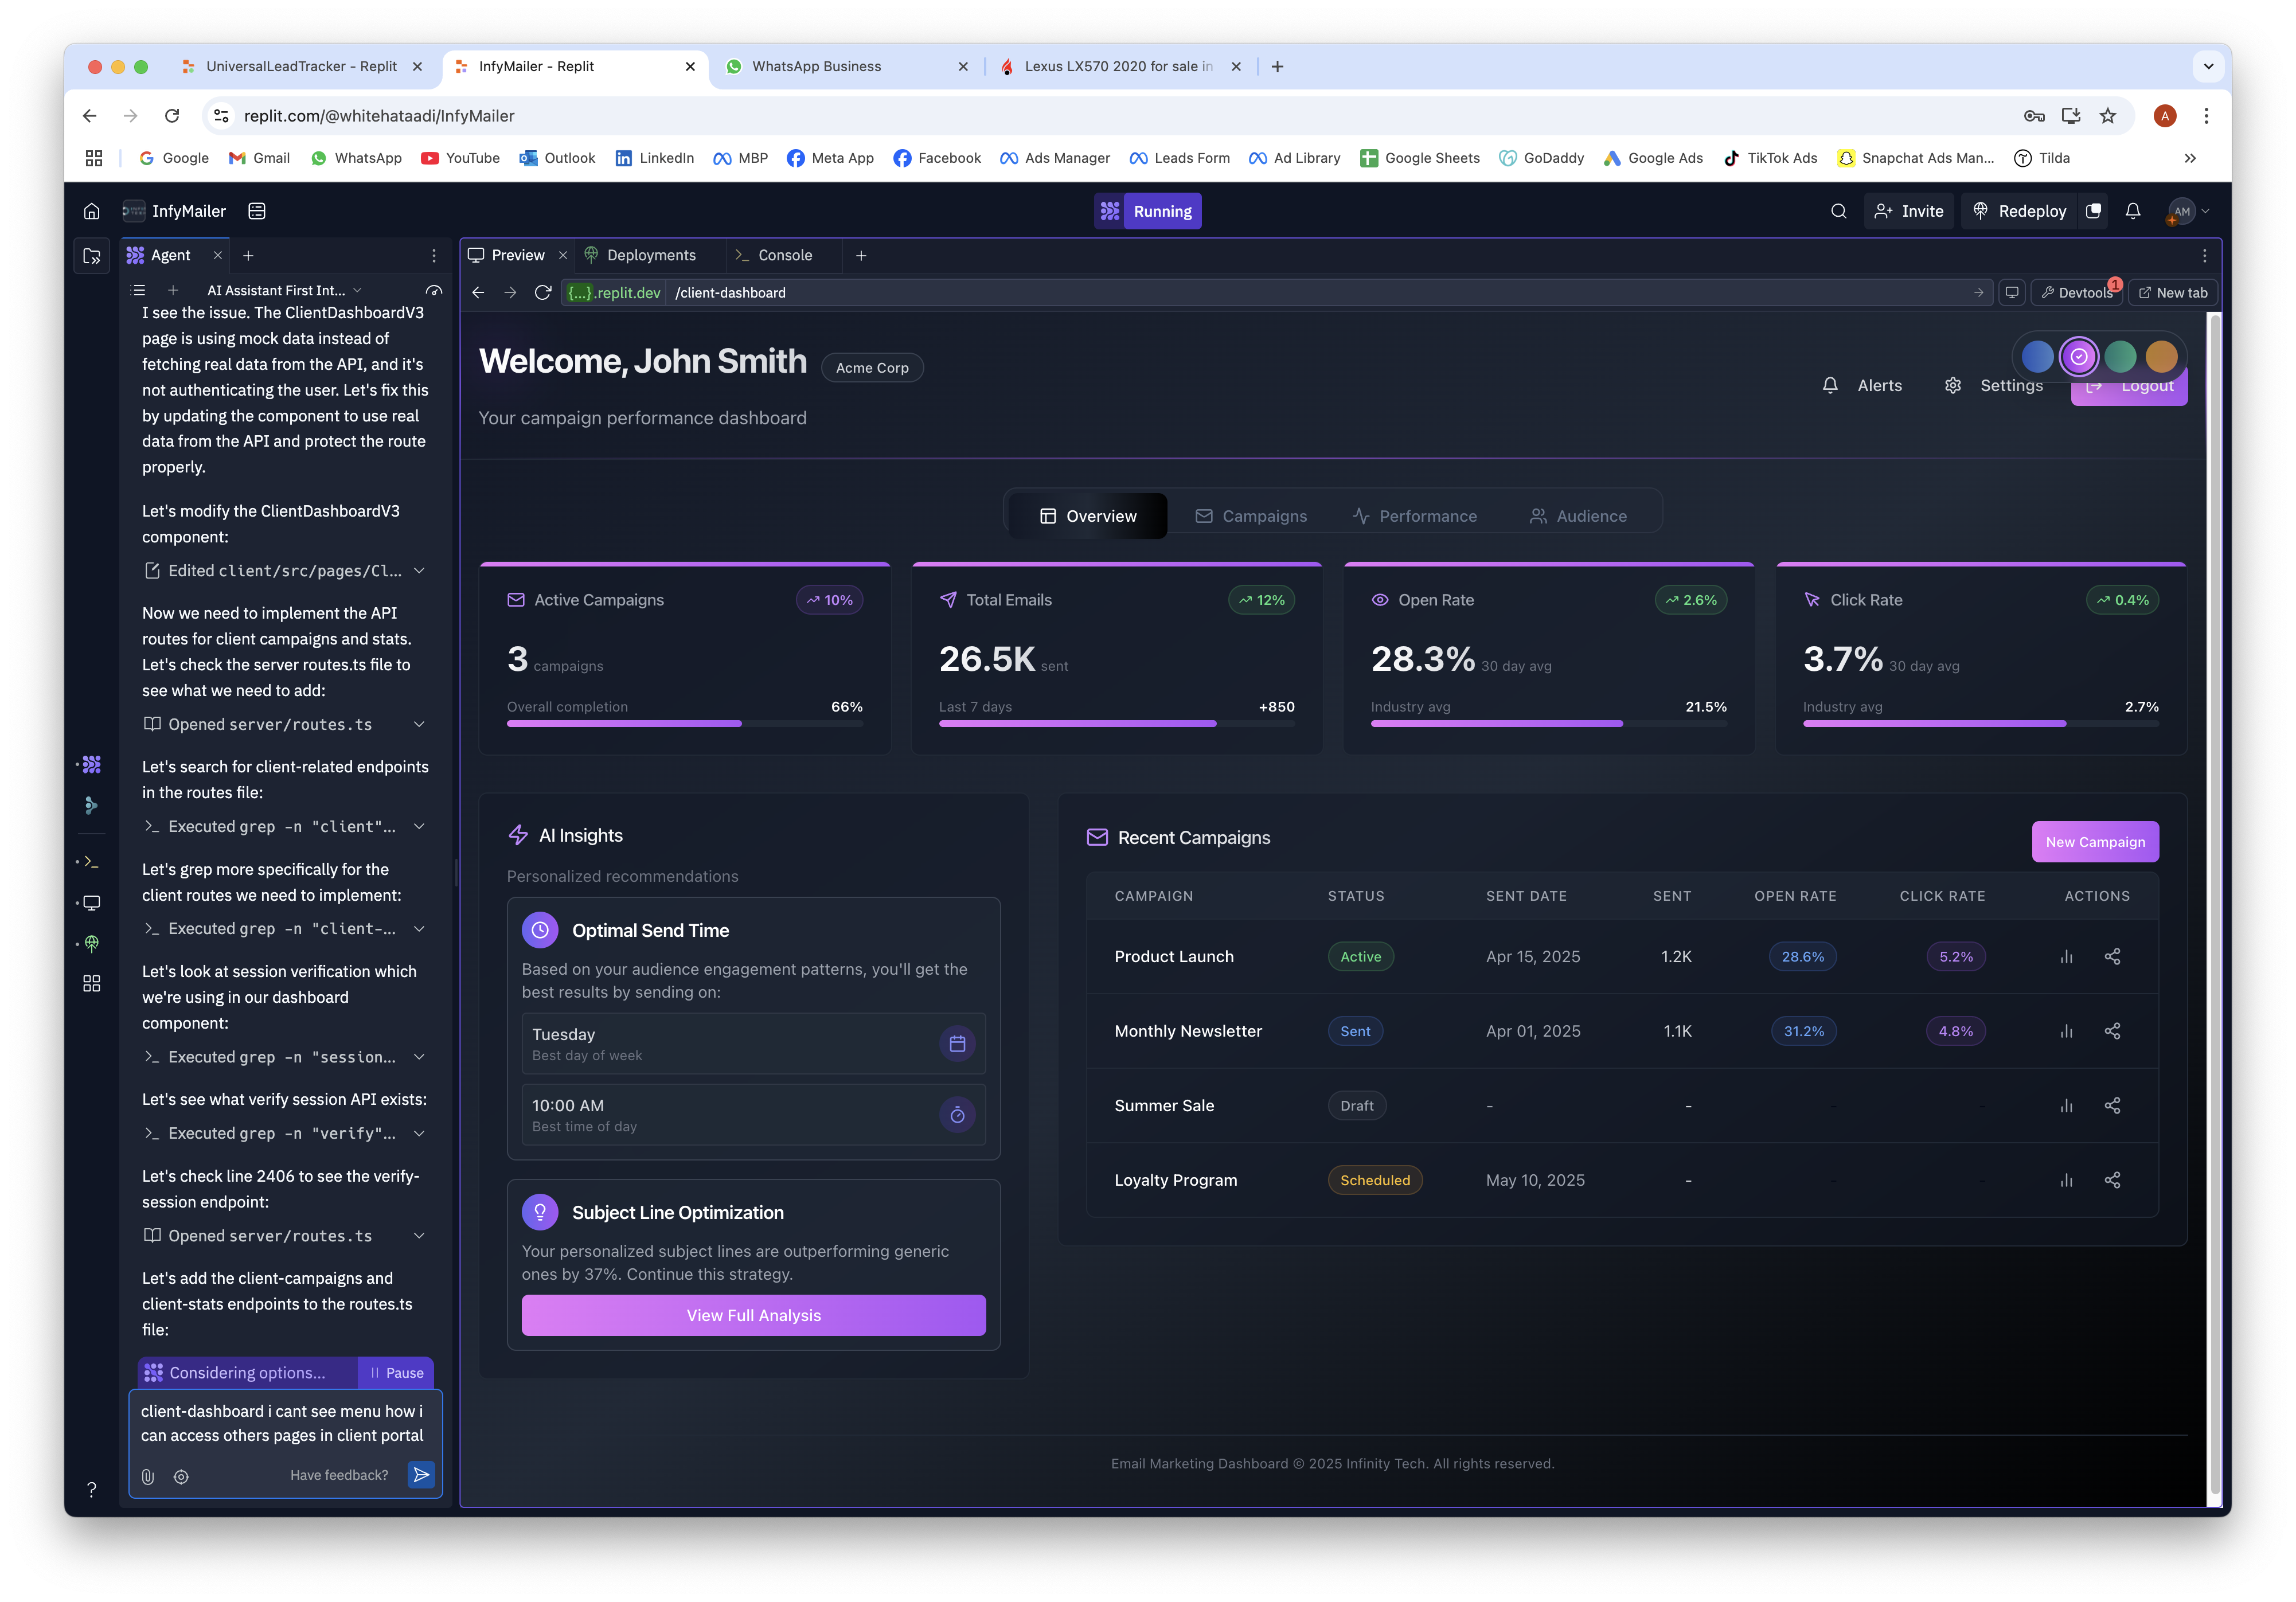 UniversalLeadTracker - Replit
InfyMailer - Replit
WhatsApp Business
Lexus LX570 2020 for sale in
replit.com/@whitehataadi/InfyMailer
A
Google
Gmail
WhatsApp
YouTube
Outlook
LinkedIn
MBP
Meta App
Facebook
Ads Manager
Leads Form
Ad Library
Google Sheets
GoDaddy
Google Ads
TikTok Ads
Snapchat Ads Man...
Tilda
InfyMailer
Running
Invite
Redeploy
AM
Agent
AI Assistant First Int...
I see the issue. The ClientDashboardV3
page is using mock data instead of
fetching real data from the API, and it's
not authenticating the user. Let's fix this
by updating the component to use real
data from the API and protect the route
properly.
Let's modify the ClientDashboardV3
component:
Edited client/src/pages/Cl...
Now we need to implement the API
routes for client campaigns and stats.
Let's check the server routes.ts file to
see what we need to add:
Opened server/routes.ts
Let's search for client-related endpoints
in the routes file:
Executed grep -n "client"...
Let's grep more specifically for the
client routes we need to implement:
Executed grep -n "client-...
Let's look at session verification which
we're using in our dashboard
component:
Executed grep -n "session...
Let's see what verify session API exists:
Executed grep -n "verify"...
Let's check line 2406 to see the verify-
session endpoint:
Opened server/routes.ts
Let's add the client-campaigns and
client-stats endpoints to the routes.ts
file:
Considering options...
Pause
client-dashboard i cant see menu how i
can access others pages in client portal
Have feedback?
?
Preview
Deployments
Console
{...}.replit.dev
/client-dashboard
Devtools
1
New tab
Welcome, John Smith
Acme Corp
Your campaign performance dashboard
Alerts
Settings
Logout
Overview
Campaigns
Performance
Audience
Active Campaigns
10%
3 campaigns
Overall completion
66%
Total Emails
12%
26.5K sent
Last 7 days
+850
Open Rate
2.6%
28.3% 30 day avg
Industry avg
21.5%
Click Rate
0.4%
3.7% 30 day avg
Industry avg
2.7%
AI Insights
Personalized recommendations
Optimal Send Time
Based on your audience engagement patterns, you'll get the
best results by sending on:
Tuesday
Best day of week
10:00 AM
Best time of day
Subject Line Optimization
Your personalized subject lines are outperforming generic
ones by 37%. Continue this strategy.
View Full Analysis
Recent Campaigns
New Campaign
CAMPAIGN STATUS SENT DATE SENT OPEN RATE CLICK RATE ACTIONS
Product Launch Active Apr 15, 2025 1.2K 28.6% 5.2%
Monthly Newsletter Sent Apr 01, 2025 1.1K 31.2% 4.8%
Summer Sale Draft - - - -
Loyalty Program Scheduled May 10, 2025 - - -
Email Marketing Dashboard © 2025 Infinity Tech. All rights reserved.